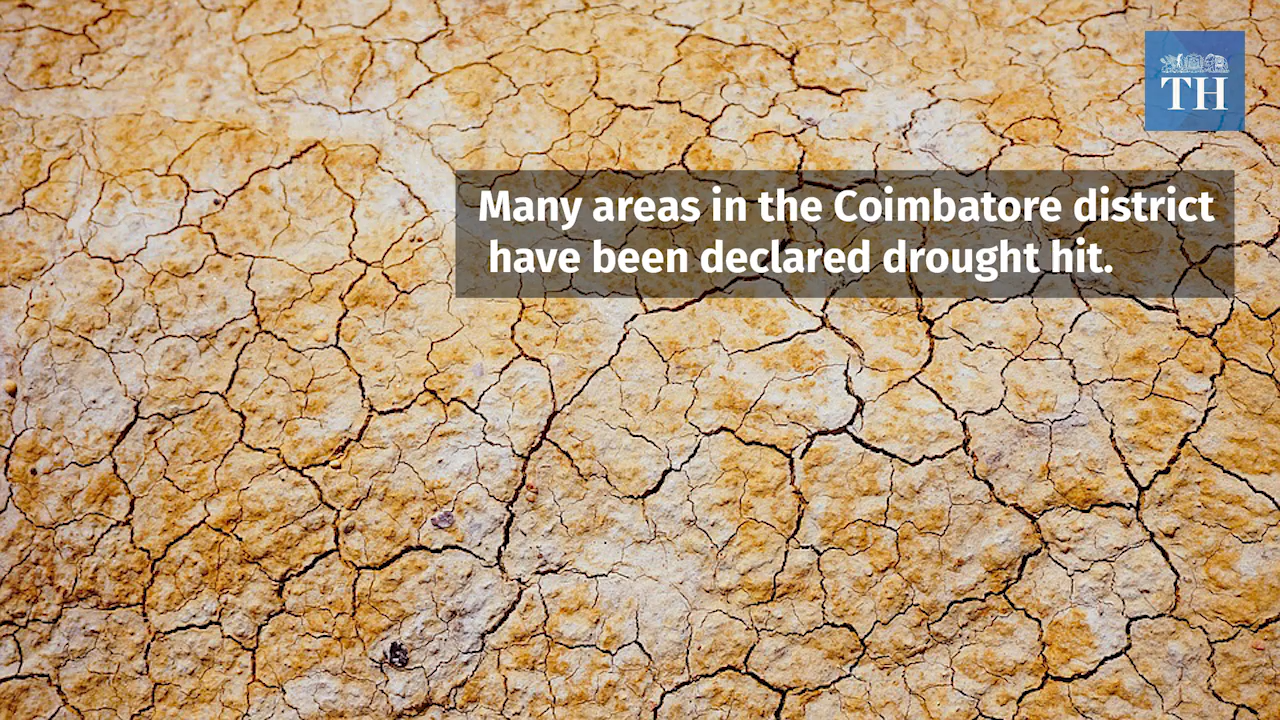 TH
Many areas in the Coimbatore district
have been declared drought hit.